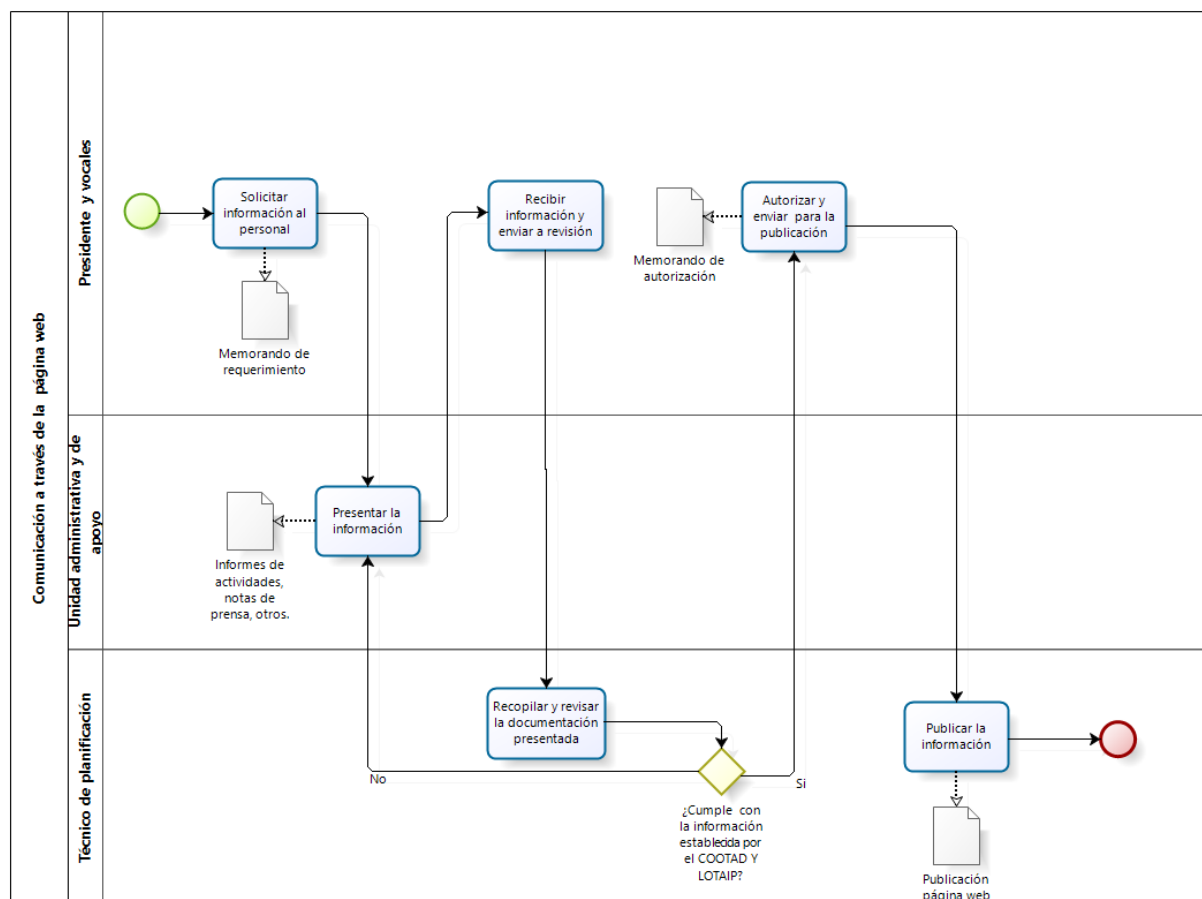 Comunicación a través de la página web
Presidente y vocales
Solicitar
información al
personal
Memorando de
requerimiento
Recibir
información y
enviar a revisión
Memorando de
autorización
Autorizar y
enviar para la
publicación
Unidad administrativa y de
apoyo
Presentar la
información
Informes de
actividades,
notas de
prensa, otros.
Técnico de planificación
Recopilar y revisar
la documentación
presentada
No
Si
¿Cumple con
la información
establecida por
el COOTAD Y
LOTAIP?
Publicar la
información
Publicación
página web